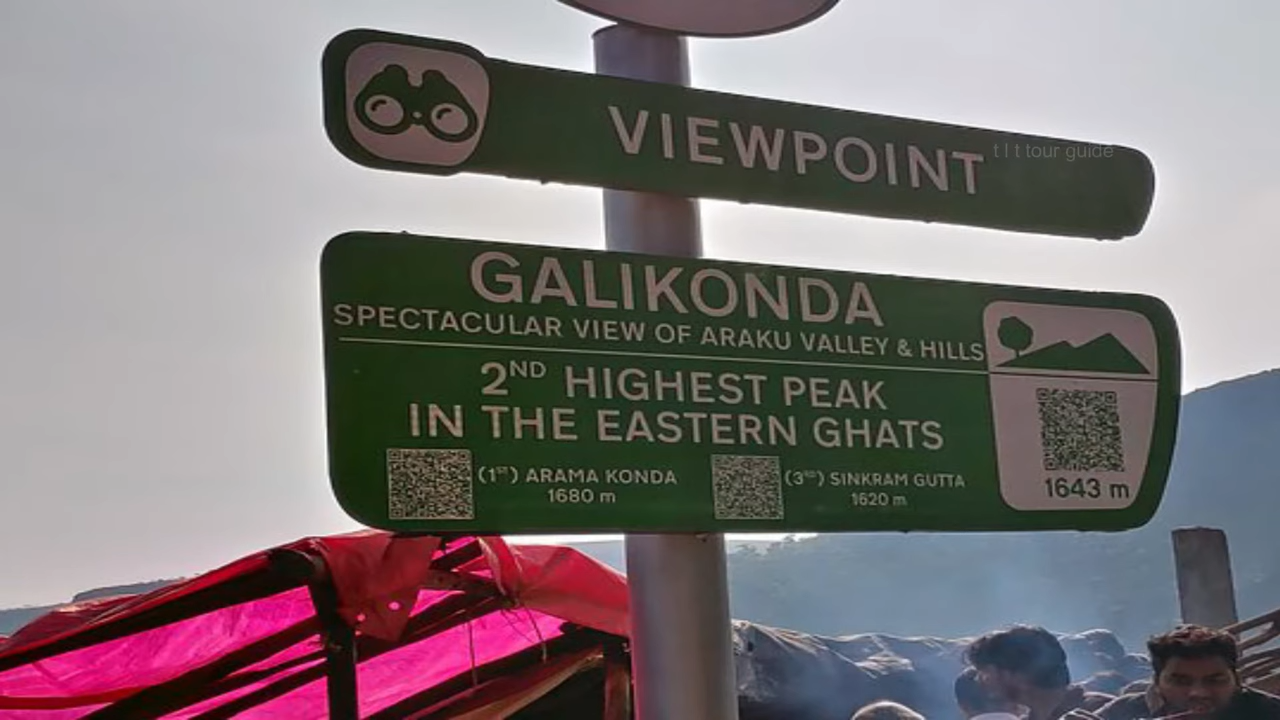 VIEWPOINT
t l t tour guide
GALIKONDA
SPECTACULAR VIEW OF ARAKU VALLEY & HILLS
2ND HIGHEST PEAK
IN THE EASTERN GHATS
(1ST) ARAMA KONDA
1680 m
(3RD) SINKRAM GUTTA
1620 m
1643 m